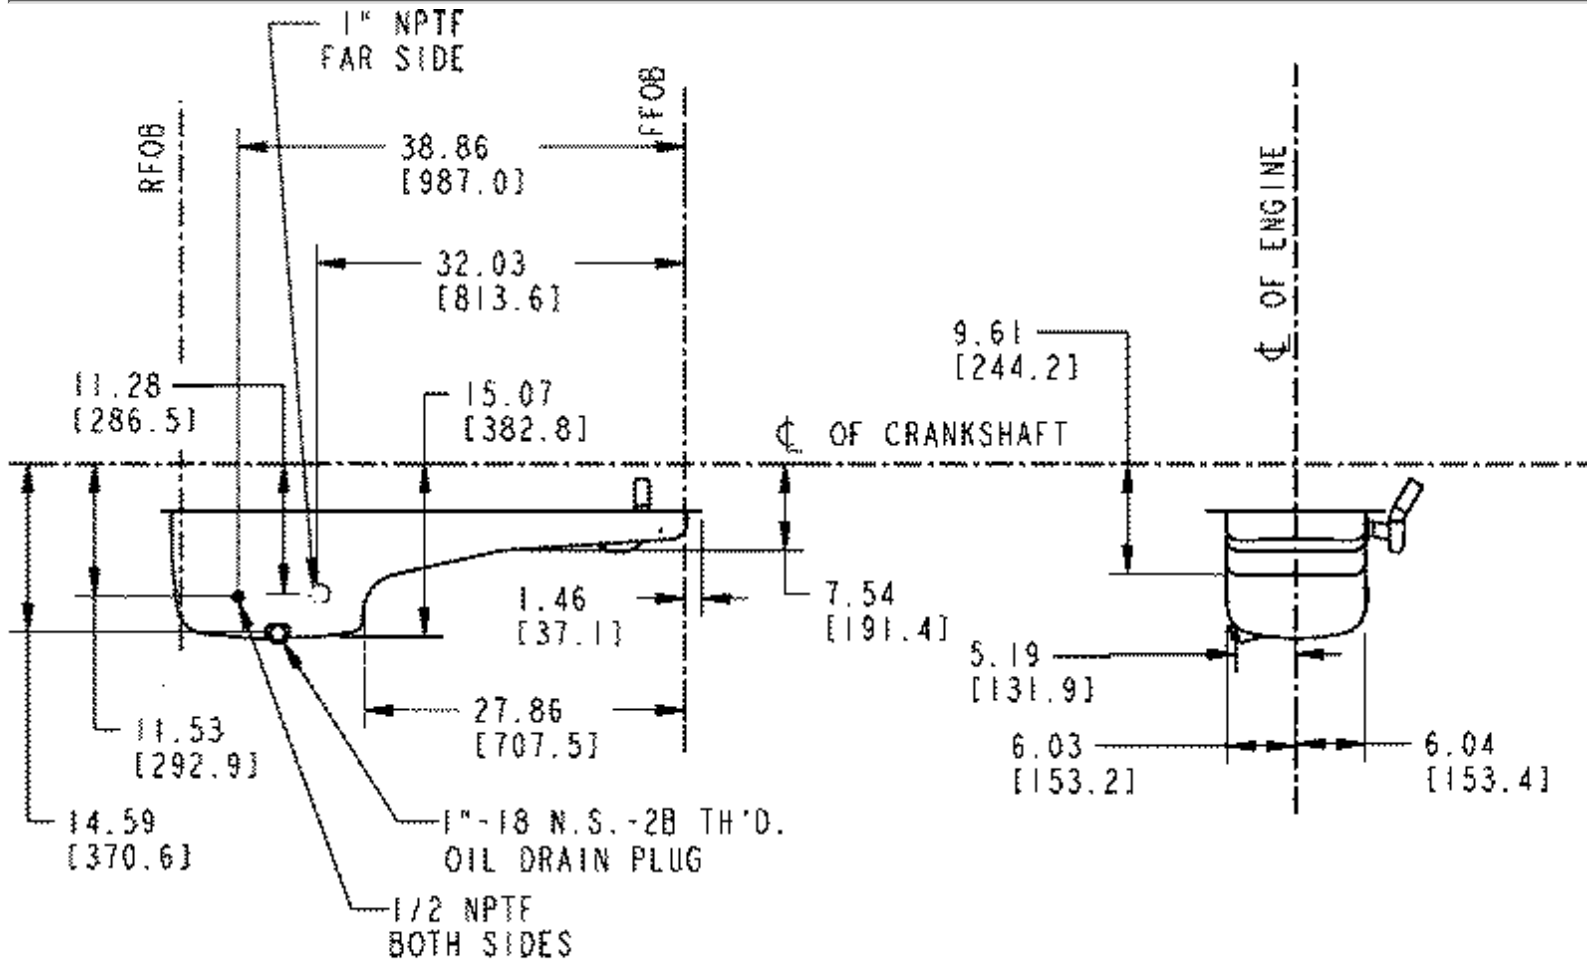 1" NPTF
FAR SIDE
RFOB
FFOB
38.86
[987.0]
32.03
[813.6]
11.28
[286.5]
15.07
[382.8]
℄ OF CRANKSHAFT
9.61
[244.2]
℄ OF ENGINE
1.46
[37.1]
7.54
[191.4]
5.19
[131.9]
27.86
[707.5]
11.53
[292.9]
6.03
[153.2]
6.04
[153.4]
14.59
[370.6]
1"-18 N.S.-2B TH'D.
OIL DRAIN PLUG
1/2 NPTF
BOTH SIDES